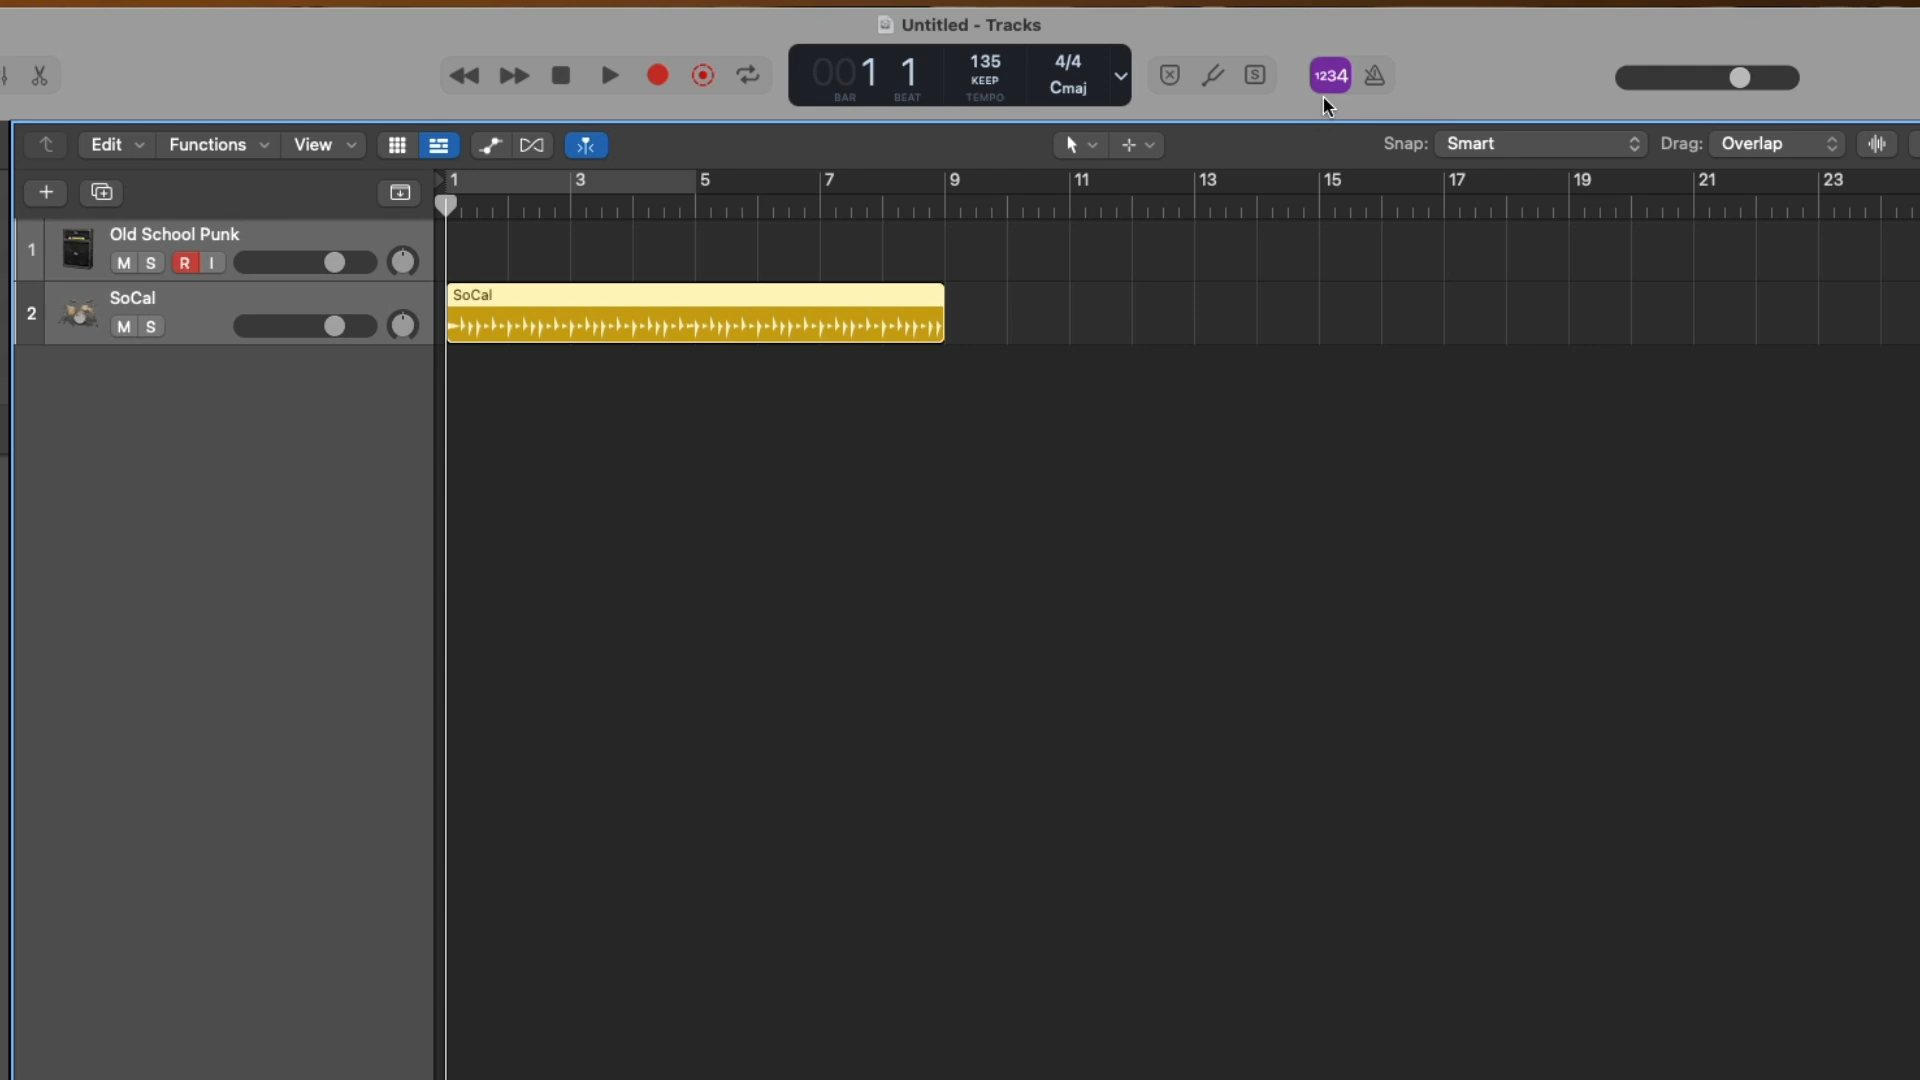 Untitled - Tracks
001 1
BAR BEAT
135
KEEP
TEMPO
4/4
Cmaj
S
1234
Edit Functions View
Snap: Smart Drag: Overlap
1 3 5 7 9 11 13 15 17 19 21 23
1 Old School Punk
M S R I
2 SoCal
M S
SoCal